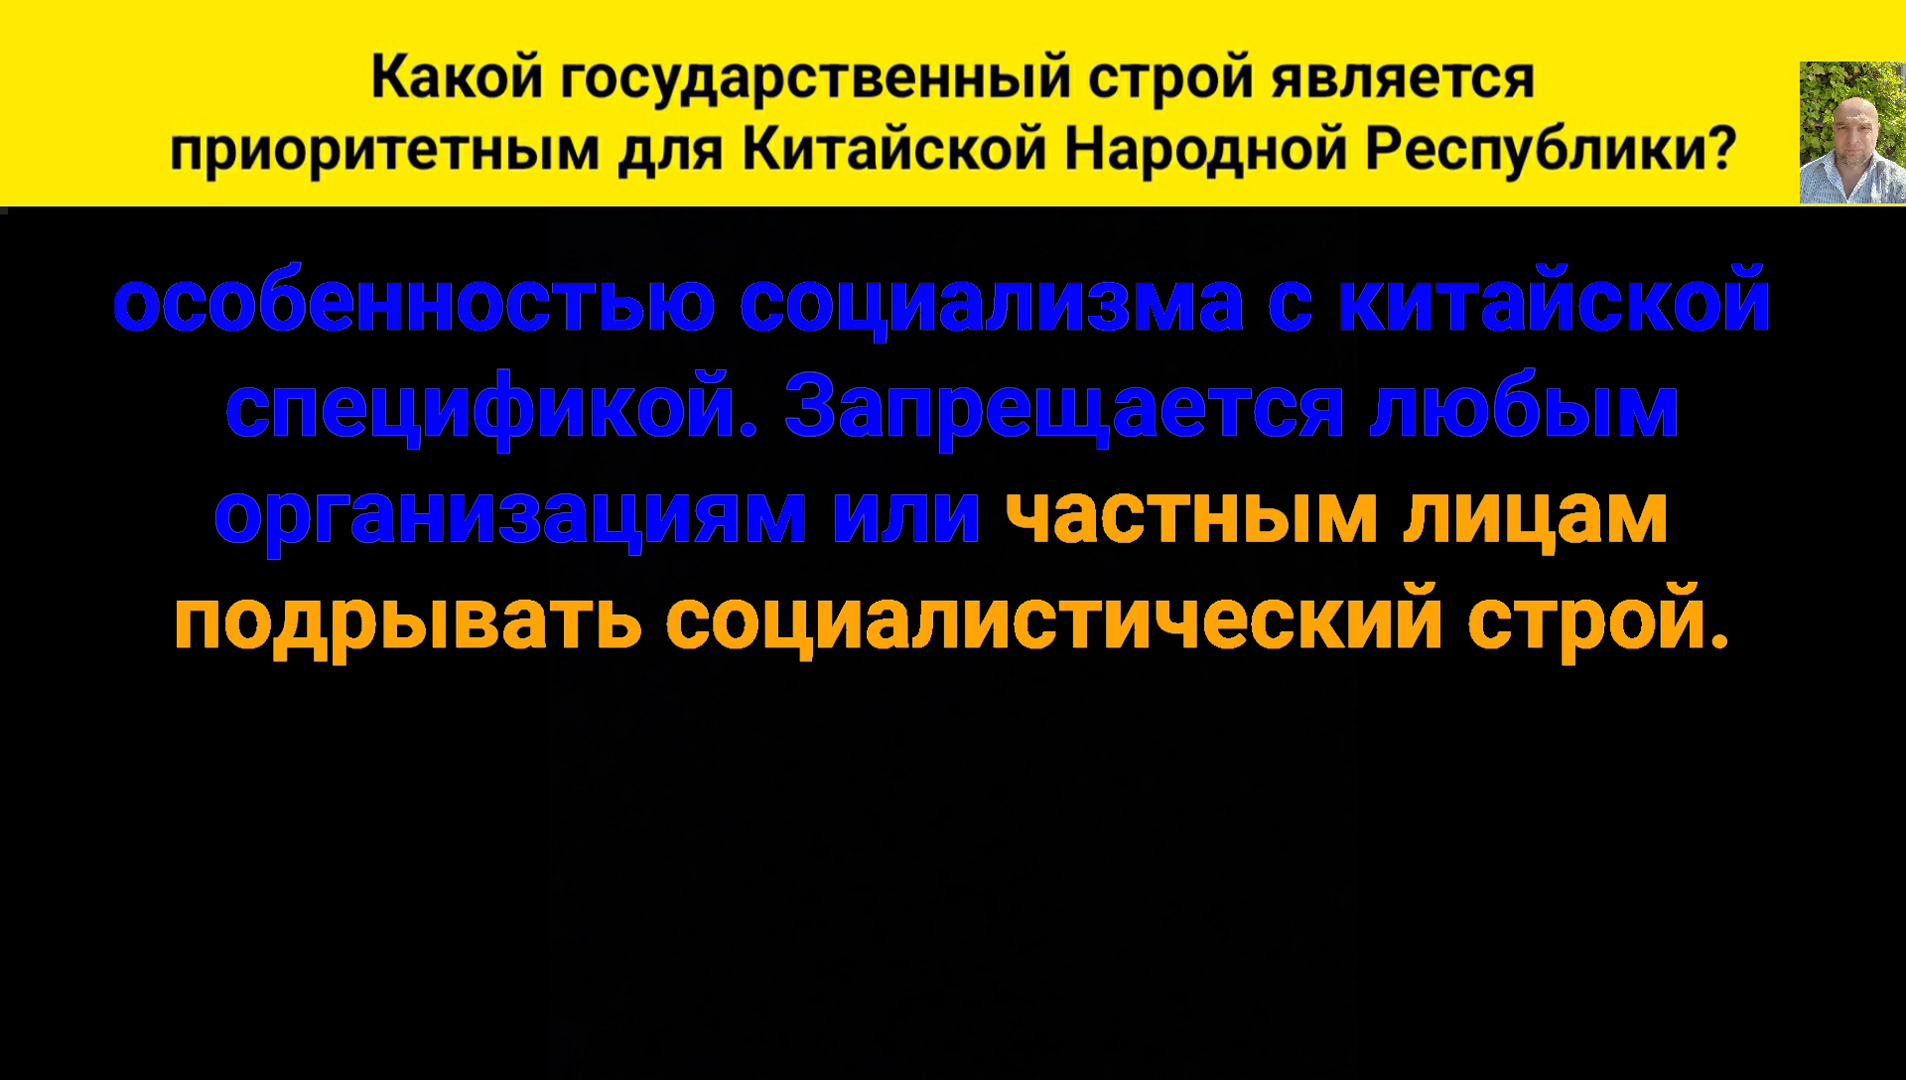 Какой государственный строй является
приоритетным для Китайской Народной Республики?
особенностью социализма с китайской
спецификой. Запрещается любым
организациям или частным лицам
подрывать социалистический строй.